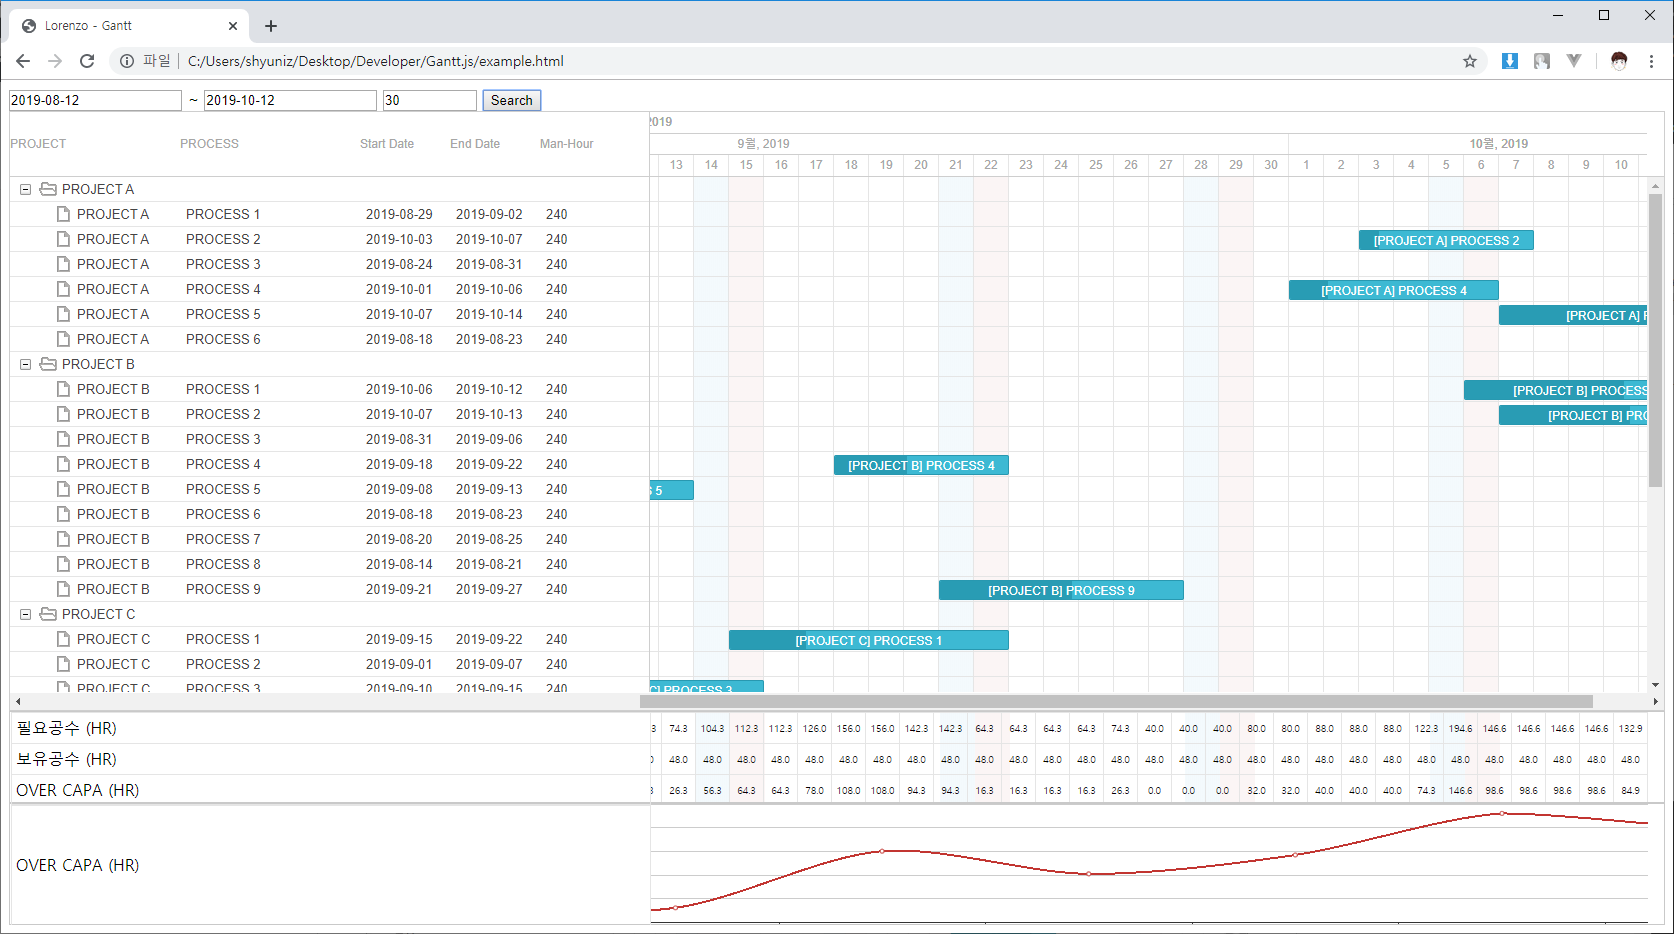 Lorenzo - Gantt
파일 C:/Users/shyuniz/Desktop/Developer/Gantt.js/example.html
2019-08-12 ~ 2019-10-12 30 Search
2019
PROJECT PROCESS Start Date End Date Man-Hour 9월, 2019 10월, 2019
13 14 15 16 17 18 19 20 21 22 23 24 25 26 27 28 29 30 1 2 3 4 5 6 7 8 9 10
PROJECT A
PROJECT A PROCESS 1 2019-08-29 2019-09-02 240
PROJECT A PROCESS 2 2019-10-03 2019-10-07 240 [PROJECT A] PROCESS 2
PROJECT A PROCESS 3 2019-08-24 2019-08-31 240
PROJECT A PROCESS 4 2019-10-01 2019-10-06 240 [PROJECT A] PROCESS 4
PROJECT A PROCESS 5 2019-10-07 2019-10-14 240 [PROJECT A]
PROJECT A PROCESS 6 2019-08-18 2019-08-23 240
PROJECT B
PROJECT B PROCESS 1 2019-10-06 2019-10-12 240 [PROJECT B] PROCESS
PROJECT B PROCESS 2 2019-10-07 2019-10-13 240 [PROJECT B]
PROJECT B PROCESS 3 2019-08-31 2019-09-06 240
PROJECT B PROCESS 4 2019-09-18 2019-09-22 240 [PROJECT B] PROCESS 4
PROJECT B PROCESS 5 2019-09-08 2019-09-13 240 5
PROJECT B PROCESS 6 2019-08-18 2019-08-23 240
PROJECT B PROCESS 7 2019-08-20 2019-08-25 240
PROJECT B PROCESS 8 2019-08-14 2019-08-21 240
PROJECT B PROCESS 9 2019-09-21 2019-09-27 240 [PROJECT B] PROCESS 9
PROJECT C
PROJECT C PROCESS 1 2019-09-15 2019-09-22 240 [PROJECT C] PROCESS 1
PROJECT C PROCESS 2 2019-09-01 2019-09-07 240
PROJECT C PROCESS 3 2019-09-10 2019-09-15 240 C] PROCESS 3
필요공수 (HR) 3 74.3 104.3 112.3 112.3 126.0 156.0 156.0 142.3 142.3 64.3 64.3 64.3 64.3 74.3 40.0 40.0 40.0 80.0 80.0 88.0 88.0 88.0 122.3 194.6 146.6 146.6 146.6 146.6 132.9
보유공수 (HR) 48.0 48.0 48.0 48.0 48.0 48.0 48.0 48.0 48.0 48.0 48.0 48.0 48.0 48.0 48.0 48.0 48.0 48.0 48.0 48.0 48.0 48.0 48.0 48.0 48.0 48.0 48.0 48.0 48.0
OVER CAPA (HR) 3 26.3 56.3 64.3 64.3 78.0 108.0 108.0 94.3 94.3 16.3 16.3 16.3 16.3 26.3 0.0 0.0 0.0 32.0 32.0 40.0 40.0 40.0 74.3 146.6 98.6 98.6 98.6 98.6 84.9
OVER CAPA (HR)